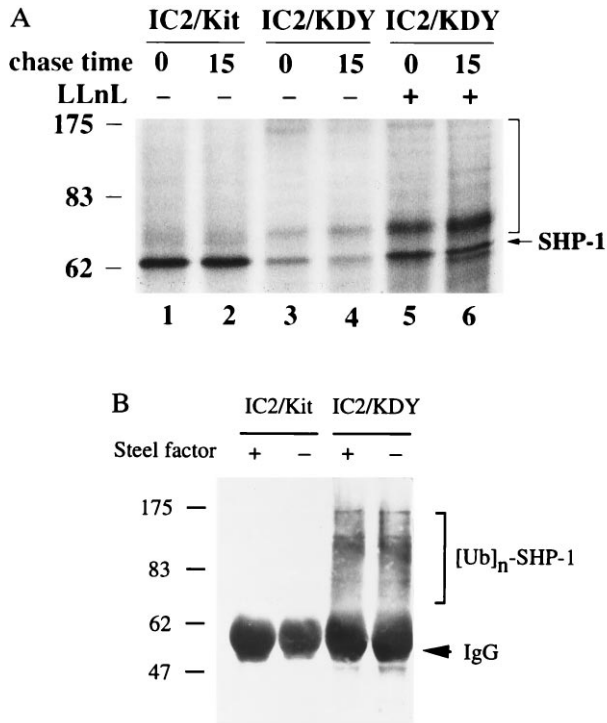 A
IC2/Kit IC2/KDY IC2/KDY
chase time 0 15 0 15 0 15
LLnL – – – – + +
175 –
83 –
SHP-1
62 –
1 2 3 4 5 6
B
IC2/Kit IC2/KDY
Steel factor + – + –
175 —
[Ub]n-SHP-1
83 —
62 —
IgG
47 —